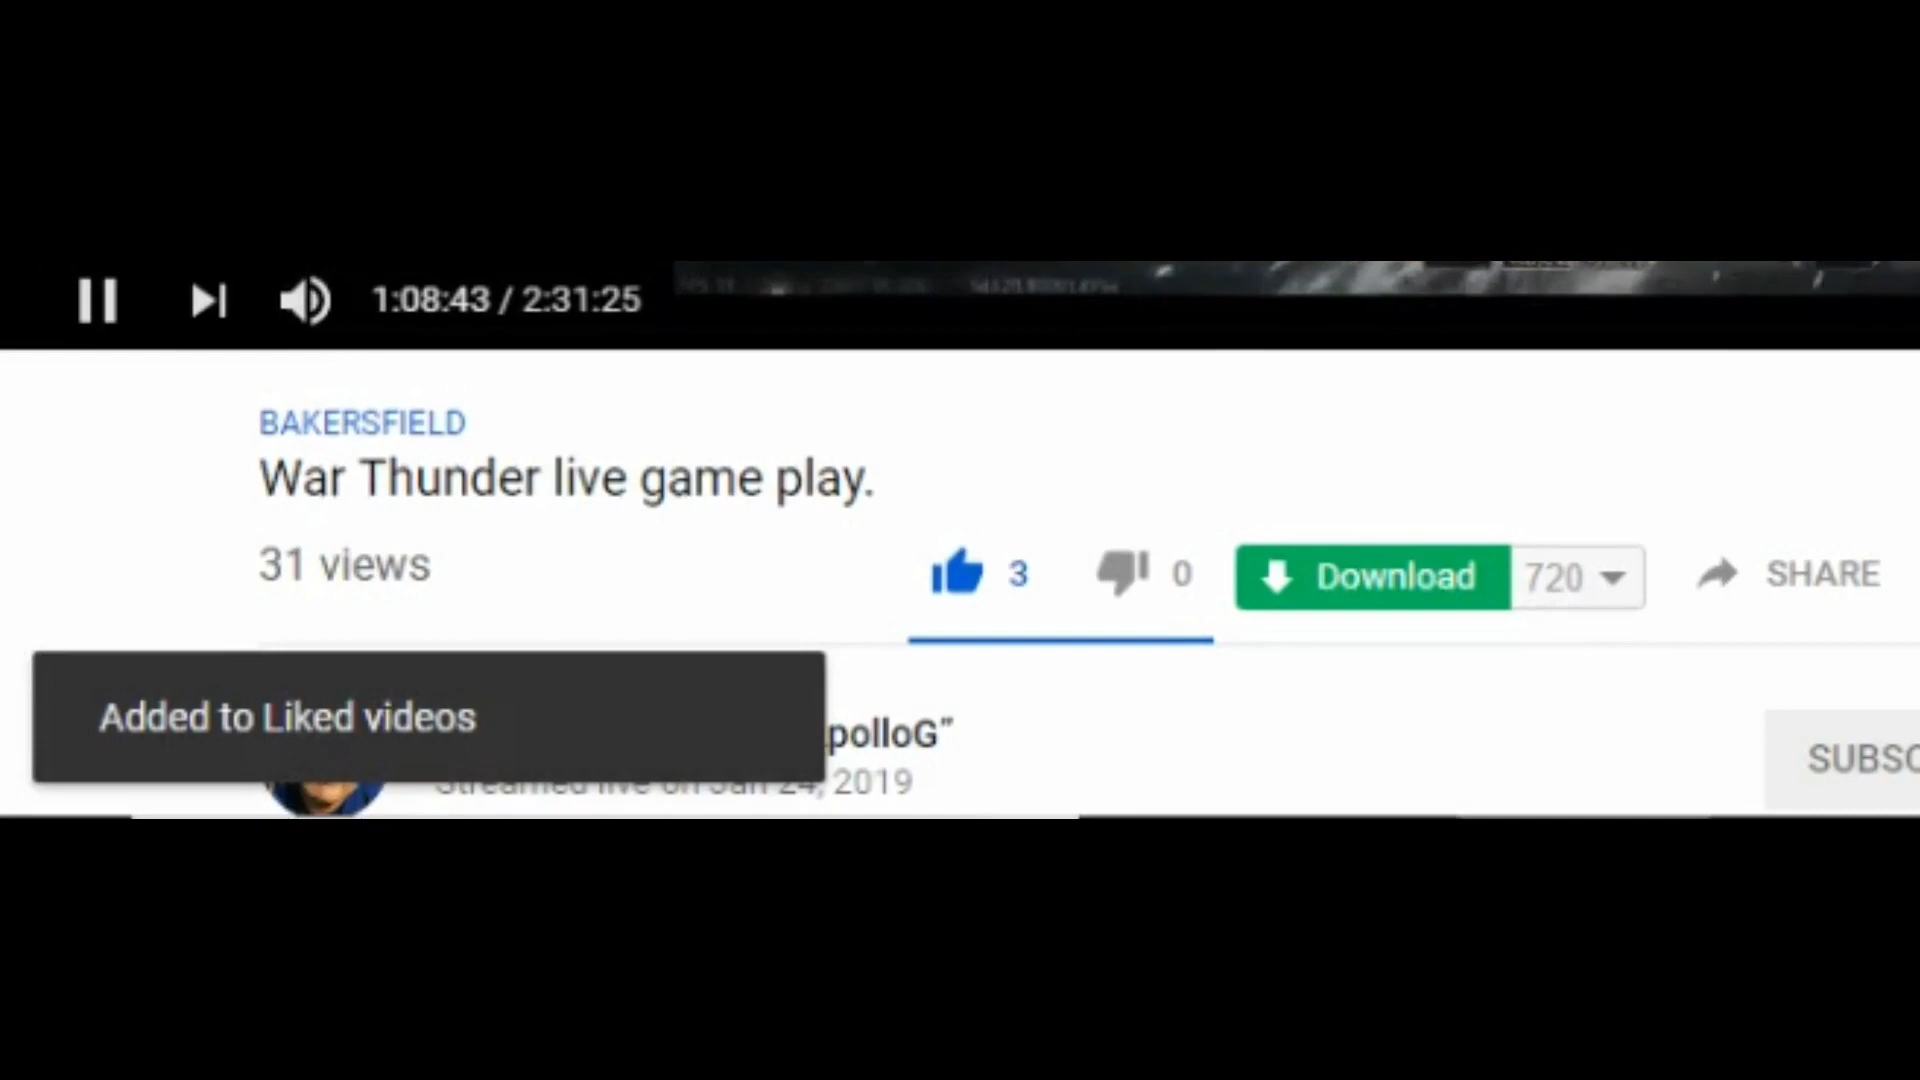 1:08:43 / 2:31:25
BAKERSFIELD
War Thunder live game play.
31 views
3
0
Download
720
SHARE
Added to Liked videos
polloG”
Streamed live on Jan 24, 2019
SUBSC